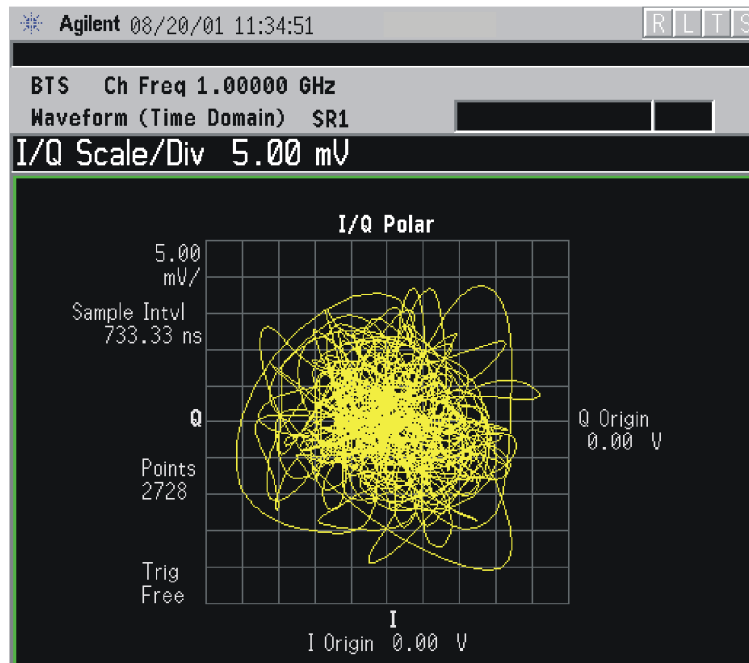 Agilent 08/20/01 11:34:51
R L T S
BTS Ch Freq 1.00000 GHz
Waveform (Time Domain) SR1
I/Q Scale/Div 5.00 mV
I/Q Polar
5.00
mV/
Sample Intvl
733.33 ns
Q
Q Origin
0.00 V
Points
2728
Trig
Free
I
I Origin 0.00 V